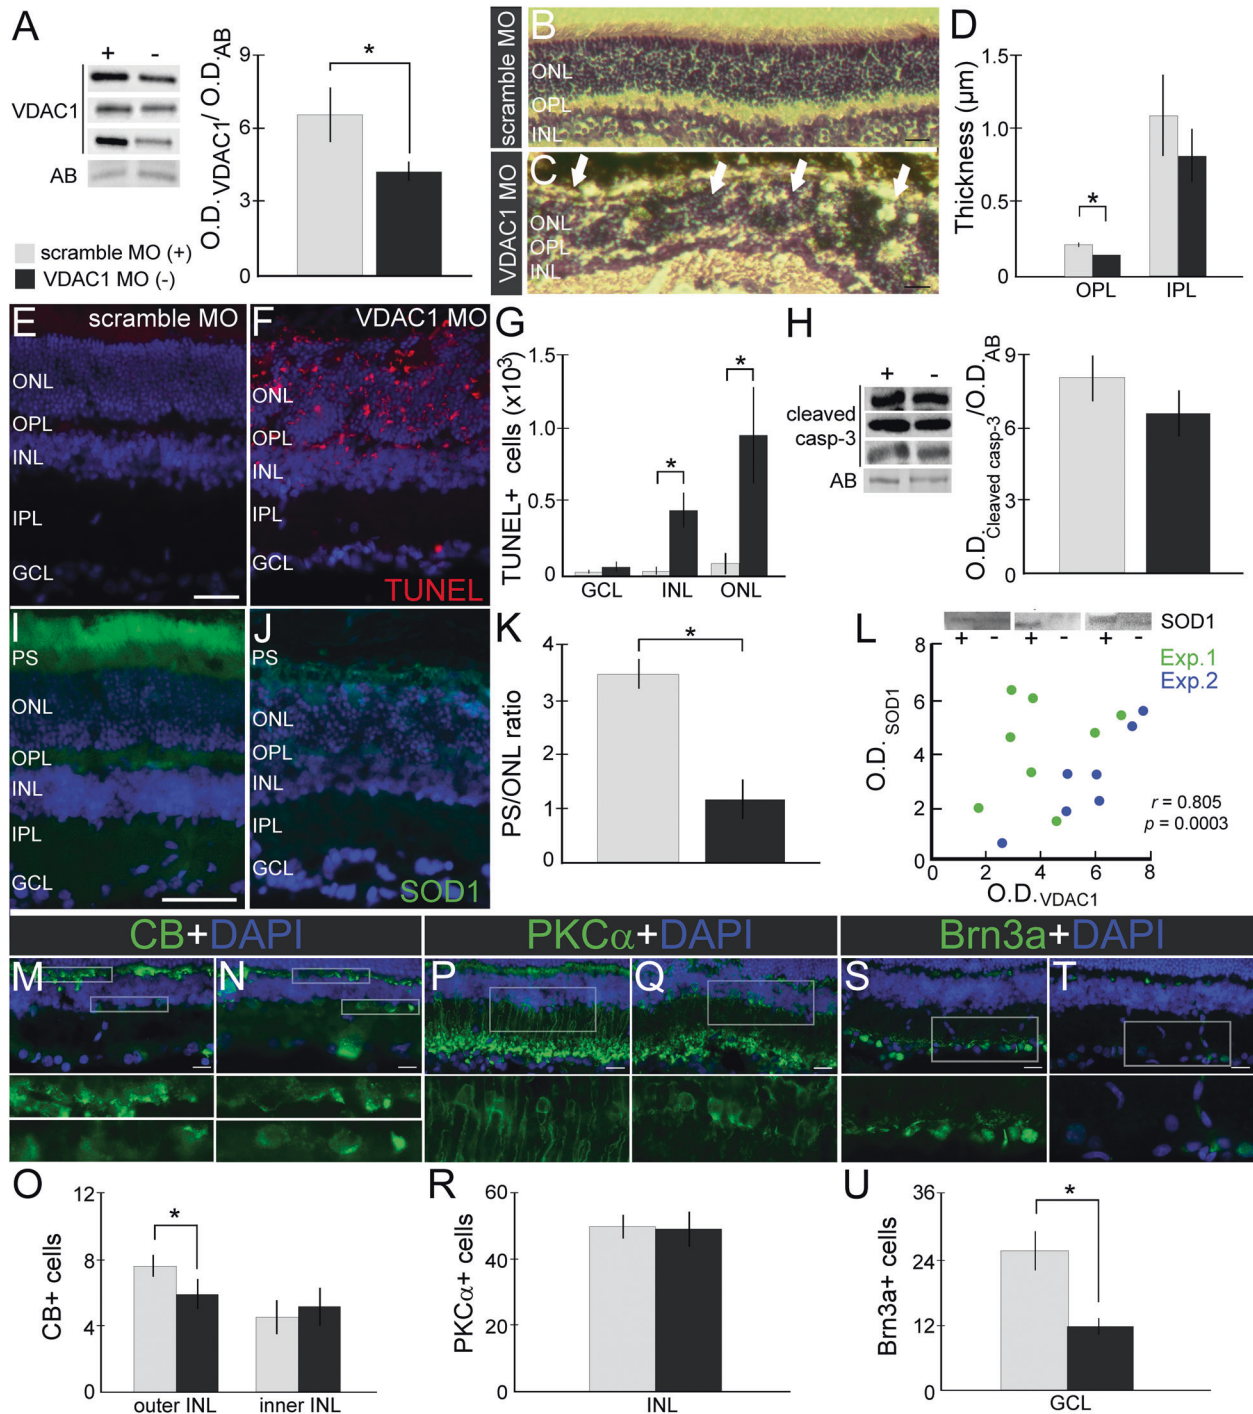 A
+ -
VDAC1
AB
scramble MO (+)
VDAC1 MO (-)
O.D.VDAC1/ O.D.AB
9
6
3
0
*
scramble MO
B
ONL
OPL
INL
VDAC1 MO
C
ONL
OPL
INL
D
Thickness (µm)
1.5
1.0
0.5
0
*
OPL IPL
E scramble MO
ONL
OPL
INL
IPL
GCL
F VDAC1 MO
ONL
OPL
INL
IPL
GCL
TUNEL
G
TUNEL+ cells (x10³)
1.5
1.0
0.5
0
*
*
GCL INL ONL
H
+ -
cleaved
casp-3
AB
O.D.Cleaved casp-3/O.D.AB
9
6
3
0
I
PS
ONL
OPL
INL
IPL
GCL
J
PS
ONL
OPL
INL
IPL
GCL
SOD1
K
PS/ONL ratio
4
3
2
1
0
*
L
SOD1
+ - + - + -
Exp.1
Exp.2
O.D. SOD1
8
6
4
2
0
r = 0.805
p = 0.0003
2 4 6 8
O.D.VDAC1
CB+DAPI
PKCα+DAPI
Brn3a+DAPI
M
N
P
Q
S
T
O
CB+ cells
12
8
4
0
*
outer INL inner INL
R
PKCα+ cells
60
40
20
0
INL
U
Brn3a+ cells
36
24
12
0
*
GCL